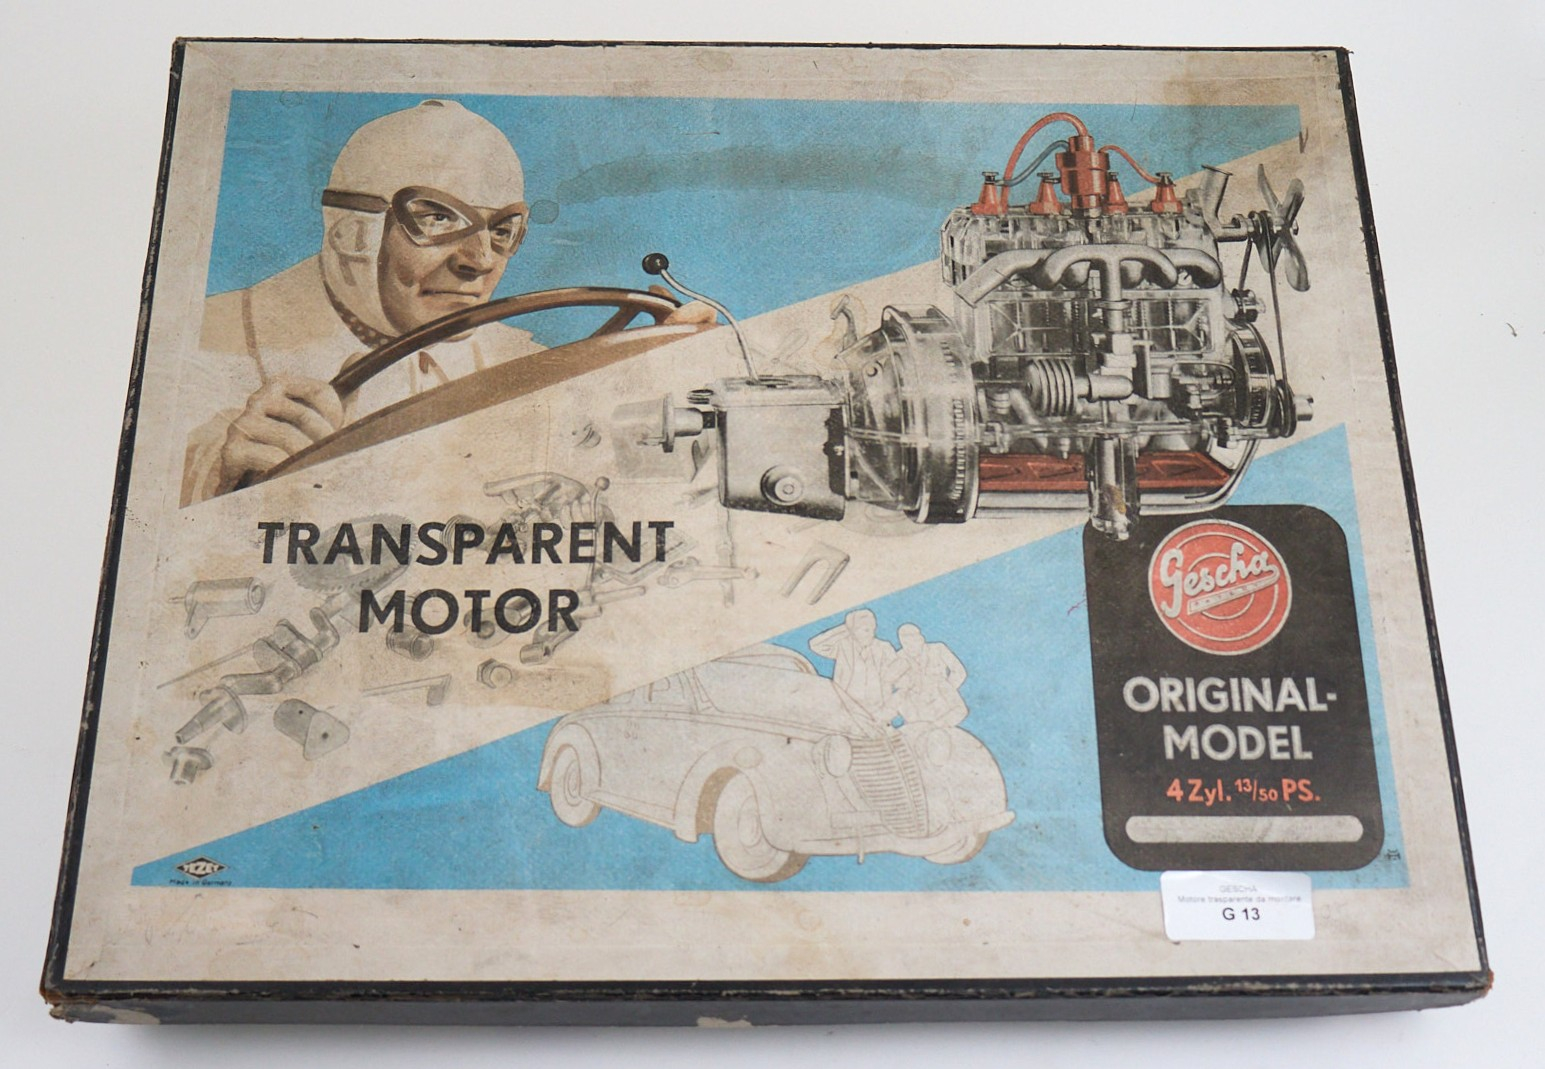 TRANSPARENT
MOTOR
Gescha
ORIGINAL-
MODEL
4 Zyl. 13/50 PS.
TEZET
Made in Germany
GESCHA
Motore trasparente da montare
G 13